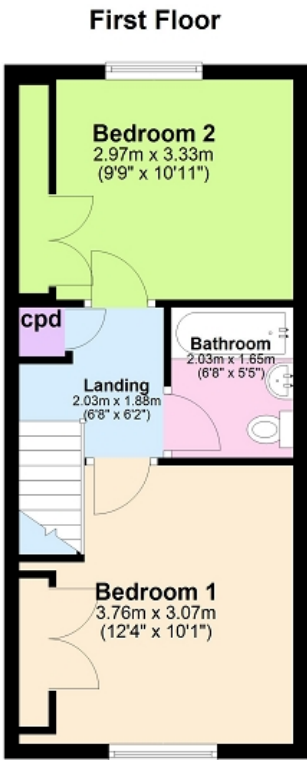 First Floor
Bedroom 2
2.97m x 3.33m
(9'9" x 10'11")
cpd
Bathroom
2.03m x 1.65m
(6'8" x 5'5")
Landing
2.03m x 1.88m
(6'8" x 6'2")
Bedroom 1
3.76m x 3.07m
(12'4" x 10'1")